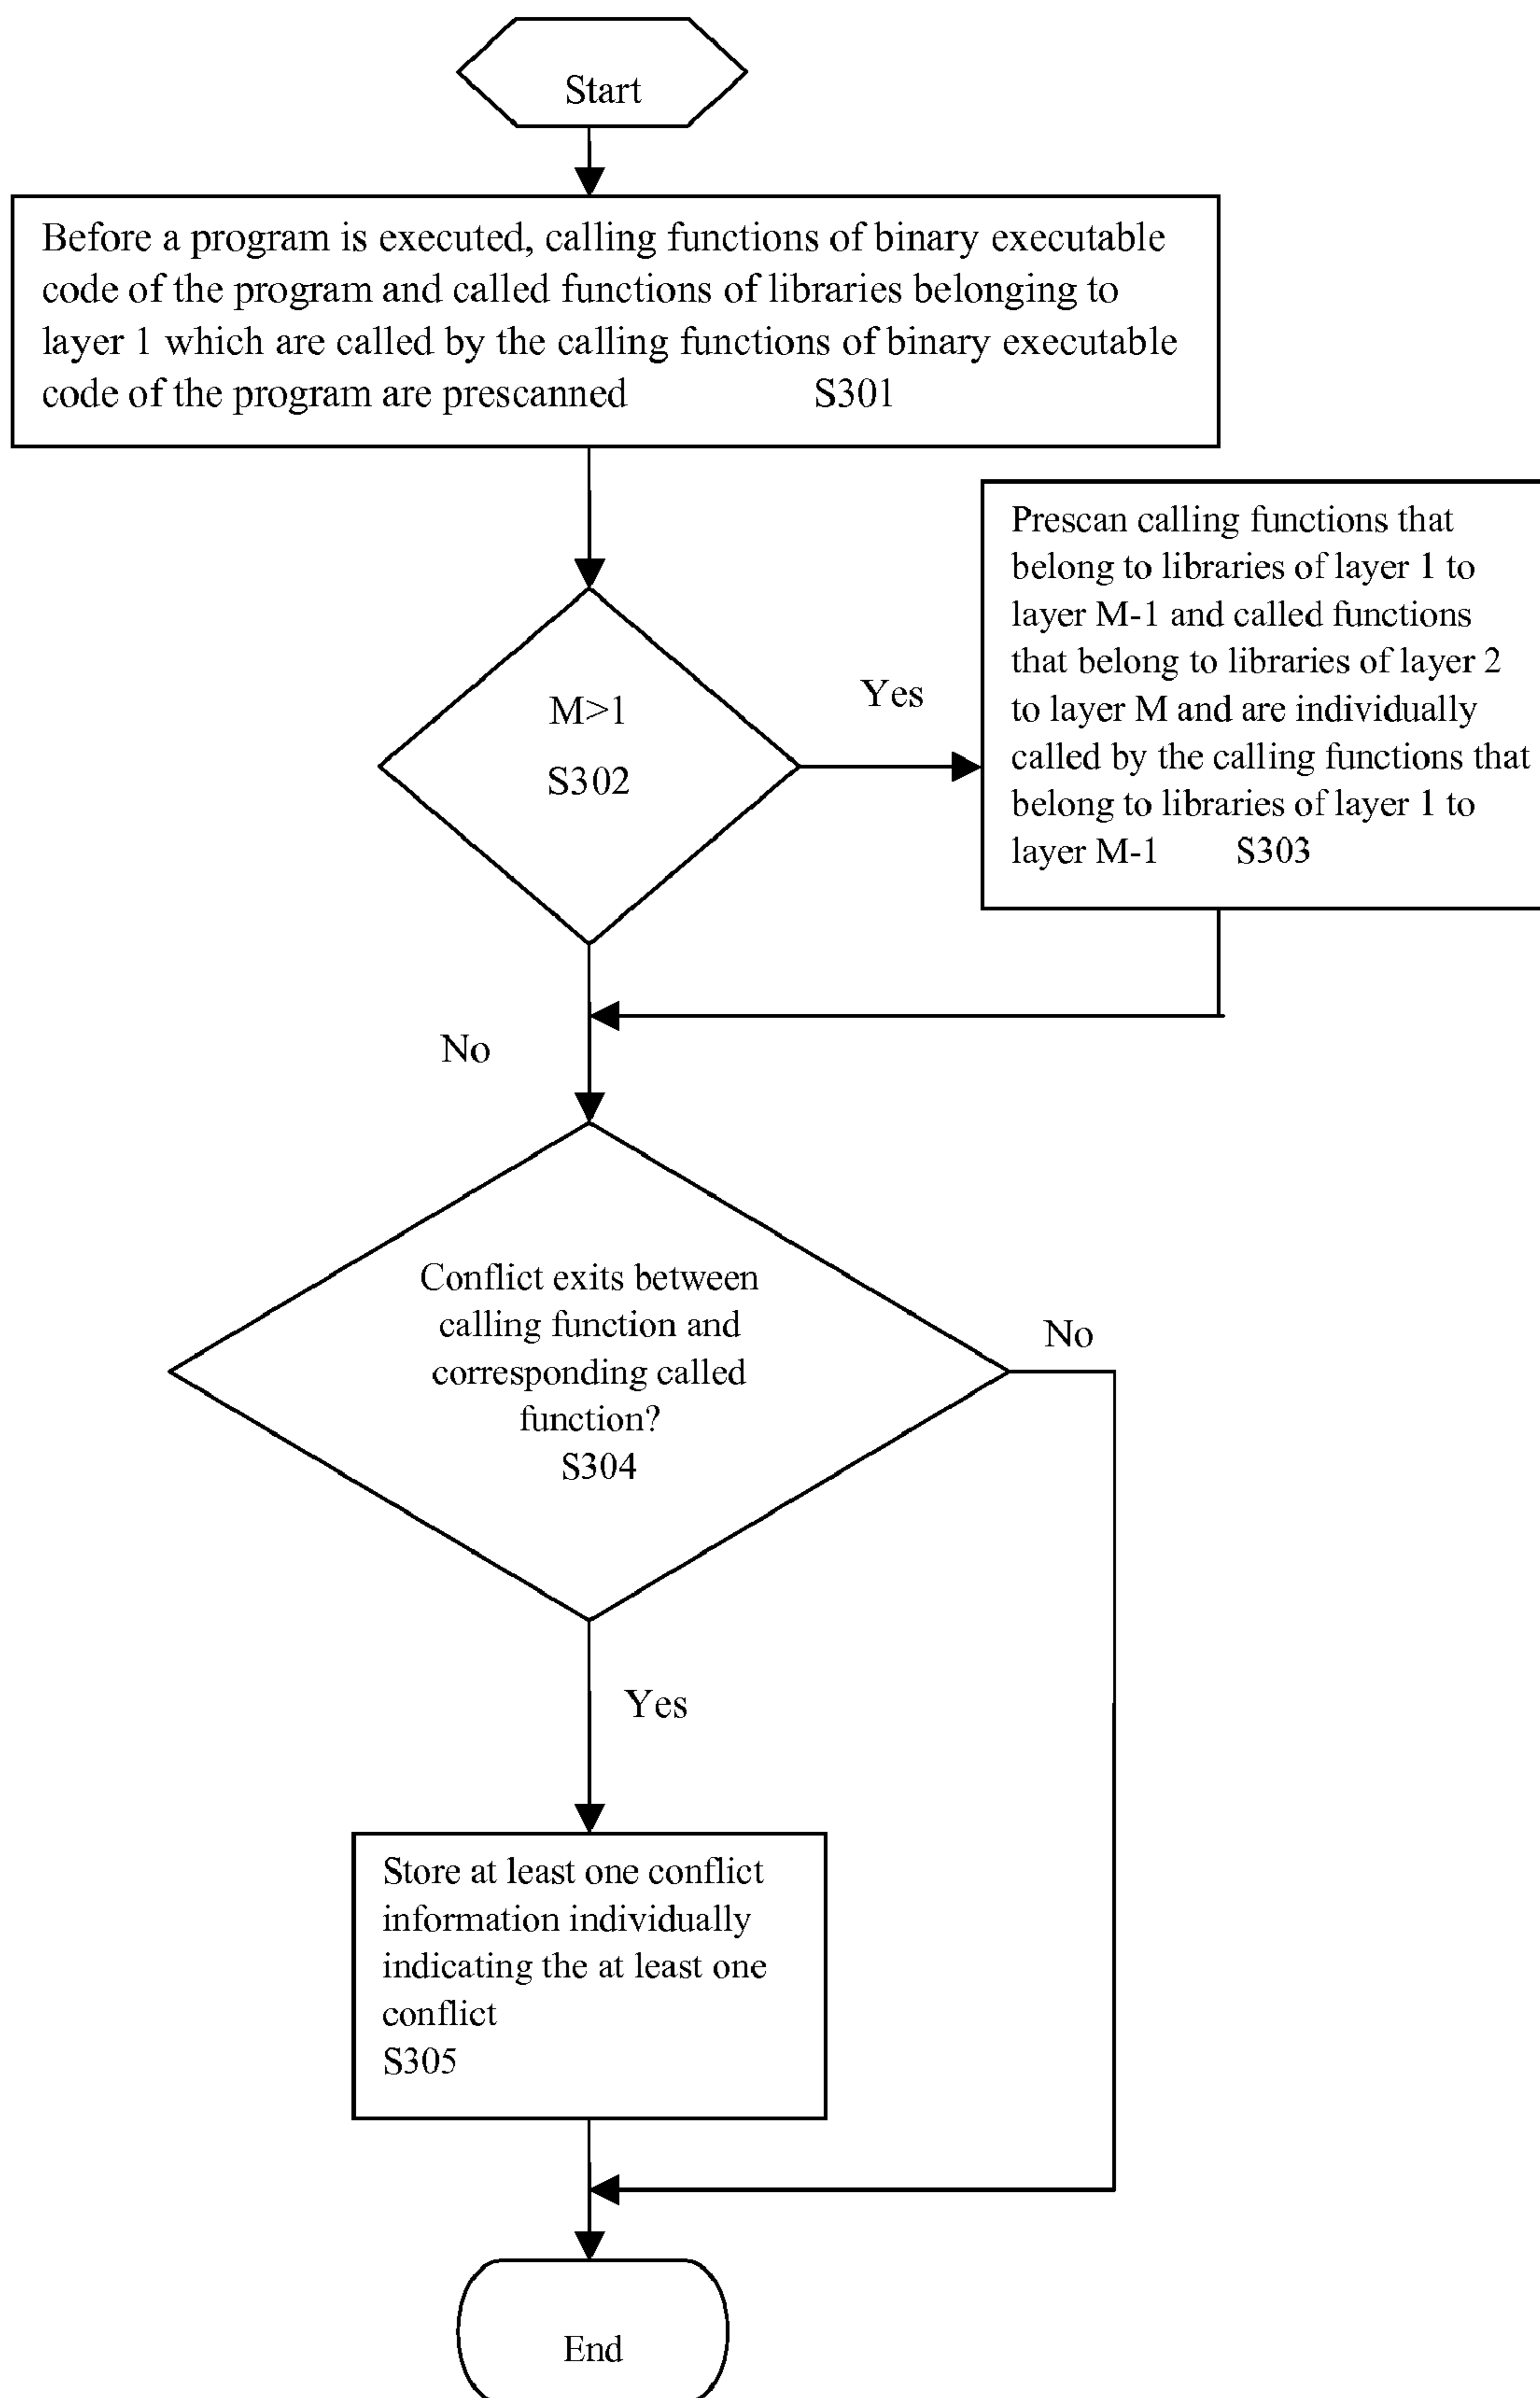 Start
Before a program is executed, calling functions of binary executable
code of the program and called functions of libraries belonging to
layer 1 which are called by the calling functions of binary executable
code of the program are prescanned S301
Prescan calling functions that
belong to libraries of layer 1 to
layer M-1 and called functions
that belong to libraries of layer 2
to layer M and are individually
called by the calling functions that
belong to libraries of layer 1 to
layer M-1 S303
M>1
S302
Yes
No
Conflict exits between
calling function and
corresponding called
function?
S304
No
Yes
Store at least one conflict
information individually
indicating the at least one
conflict
S305
End